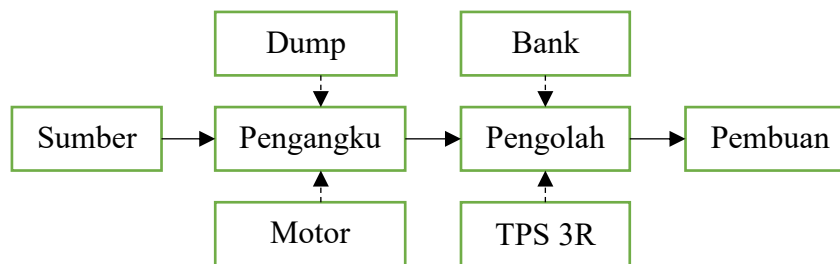 Dump
Bank
Sumber
Pengangku
Pengolah
Pembuan
Motor
TPS 3R